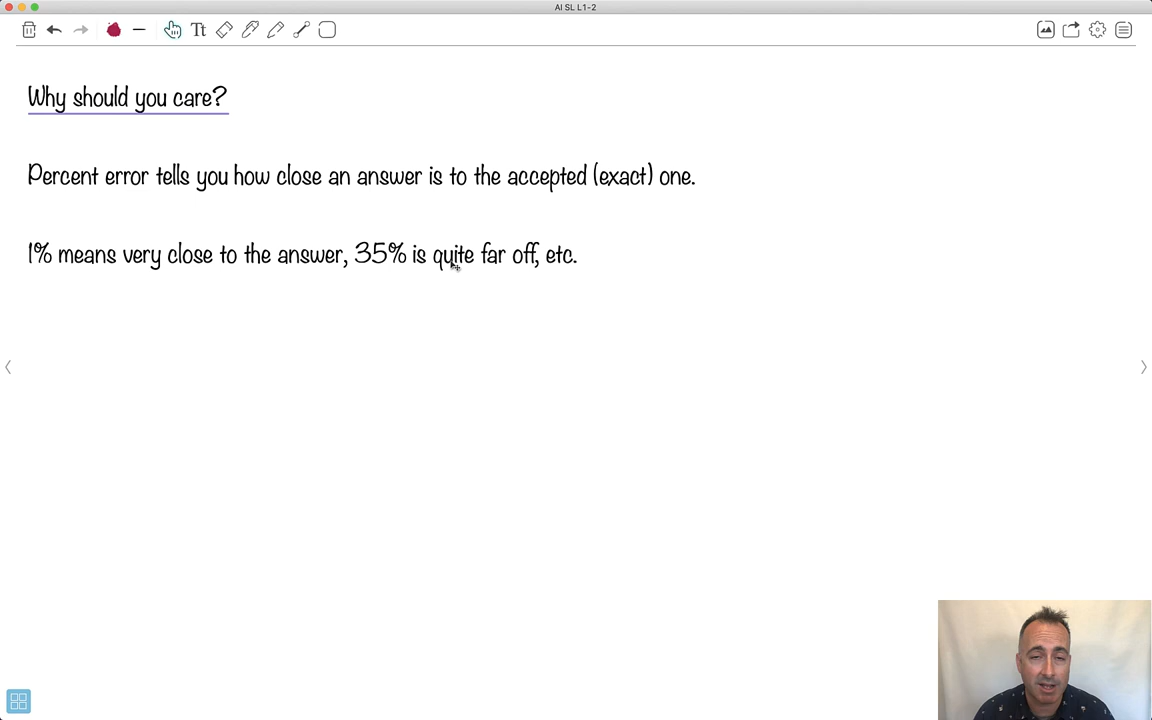 AI SL L1-2
Tt
Why should you care?
Percent error tells you how close an answer is to the accepted (exact) one.
1% means very close to the answer, 35% is quite far off, etc.